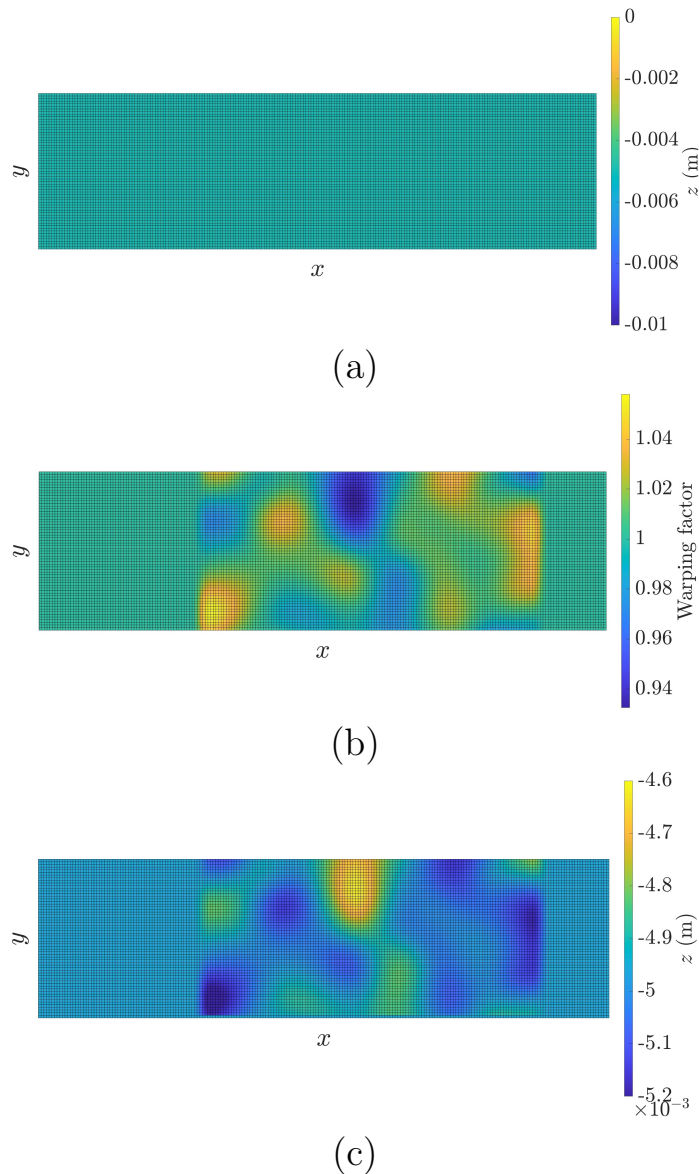 0
-0.002
-0.004
-0.006
-0.008
-0.01
z (m)
y
x
(a)
1.04
1.02
1
0.98
0.96
0.94
Warping factor
y
x
(b)
-4.6
-4.7
-4.8
-4.9
-5
-5.1
-5.2
×10−3
z (m)
y
x
(c)